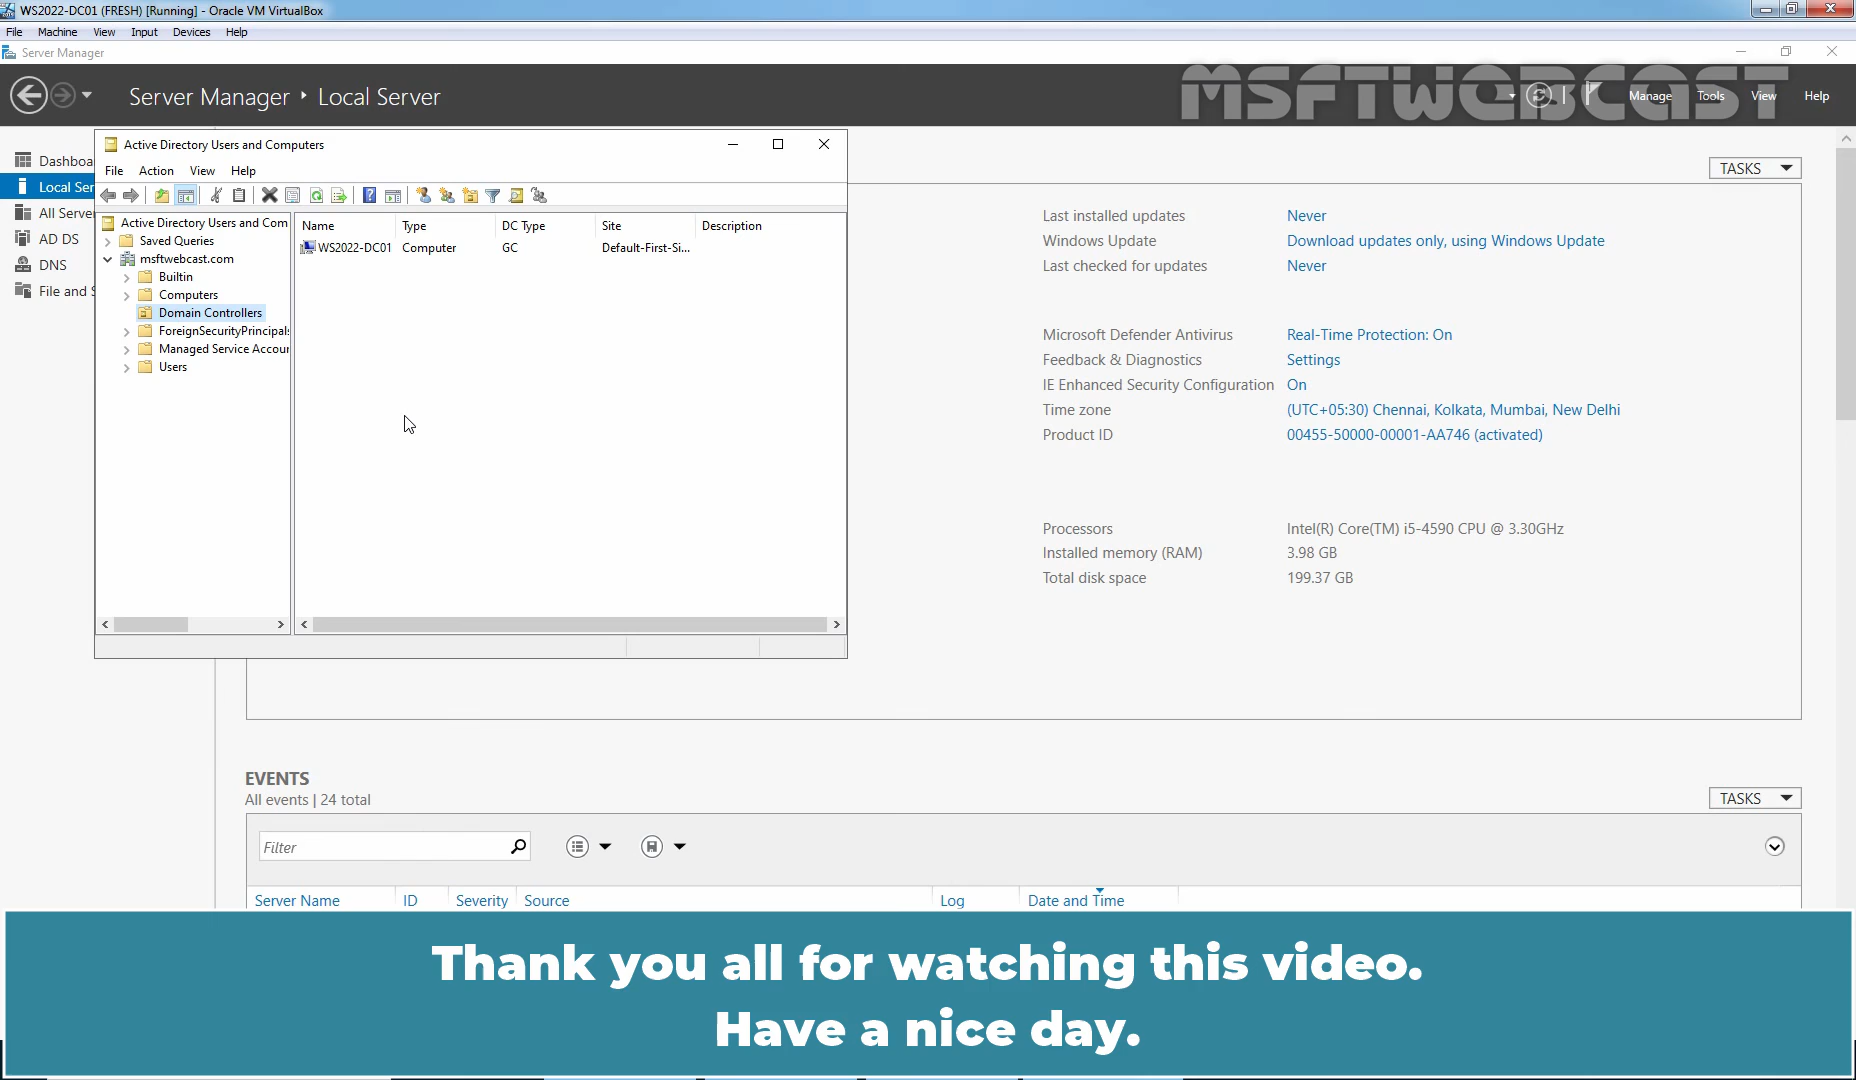 WS2022-DC01 (FRESH) [Running] - Oracle VM VirtualBox
File Machine View Input Devices Help
Server Manager
Server Manager Local Server
MSFTWEBCAST
Manage Tools View Help
Active Directory Users and Computers
File Action View Help
Dashboa
Local Ser
All Server
AD DS
DNS
File and S
Active Directory Users and Com
Saved Queries
msftwebcast.com
Builtin
Computers
Domain Controllers
ForeignSecurityPrincipals
Managed Service Accour
Users
Name Type DC Type Site Description
WS2022-DC01 Computer GC Default-First-Si...
TASKS
Last installed updates Never
Windows Update Download updates only, using Windows Update
Last checked for updates Never
Microsoft Defender Antivirus Real-Time Protection: On
Feedback & Diagnostics Settings
IE Enhanced Security Configuration On
Time zone (UTC+05:30) Chennai, Kolkata, Mumbai, New Delhi
Product ID 00455-50000-00001-AA746 (activated)
Processors Intel(R) Core(TM) i5-4590 CPU @ 3.30GHz
Installed memory (RAM) 3.98 GB
Total disk space 199.37 GB
EVENTS
All events | 24 total
TASKS
Filter
Server Name ID Severity Source Log Date and Time
Thank you all for watching this video.
Have a nice day.